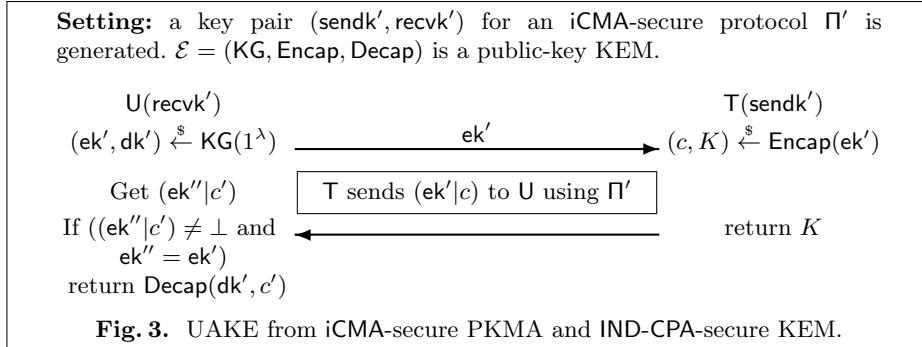 Setting: a key pair (sendk′, recvk′) for an iCMA-secure protocol Π′ is
generated. ℰ = (KG, Encap, Decap) is a public-key KEM.
U(recvk′) T(sendk′)
(ek′, dk′) ←$ KG(1^λ) ek′ (c, K) ←$ Encap(ek′)
Get (ek″|c′) T sends (ek′|c) to U using Π′
If ((ek″|c′) ≠ ⊥ and return K
ek″ = ek′)
return Decap(dk′, c′)
Fig. 3. UAKE from iCMA-secure PKMA and IND-CPA-secure KEM.